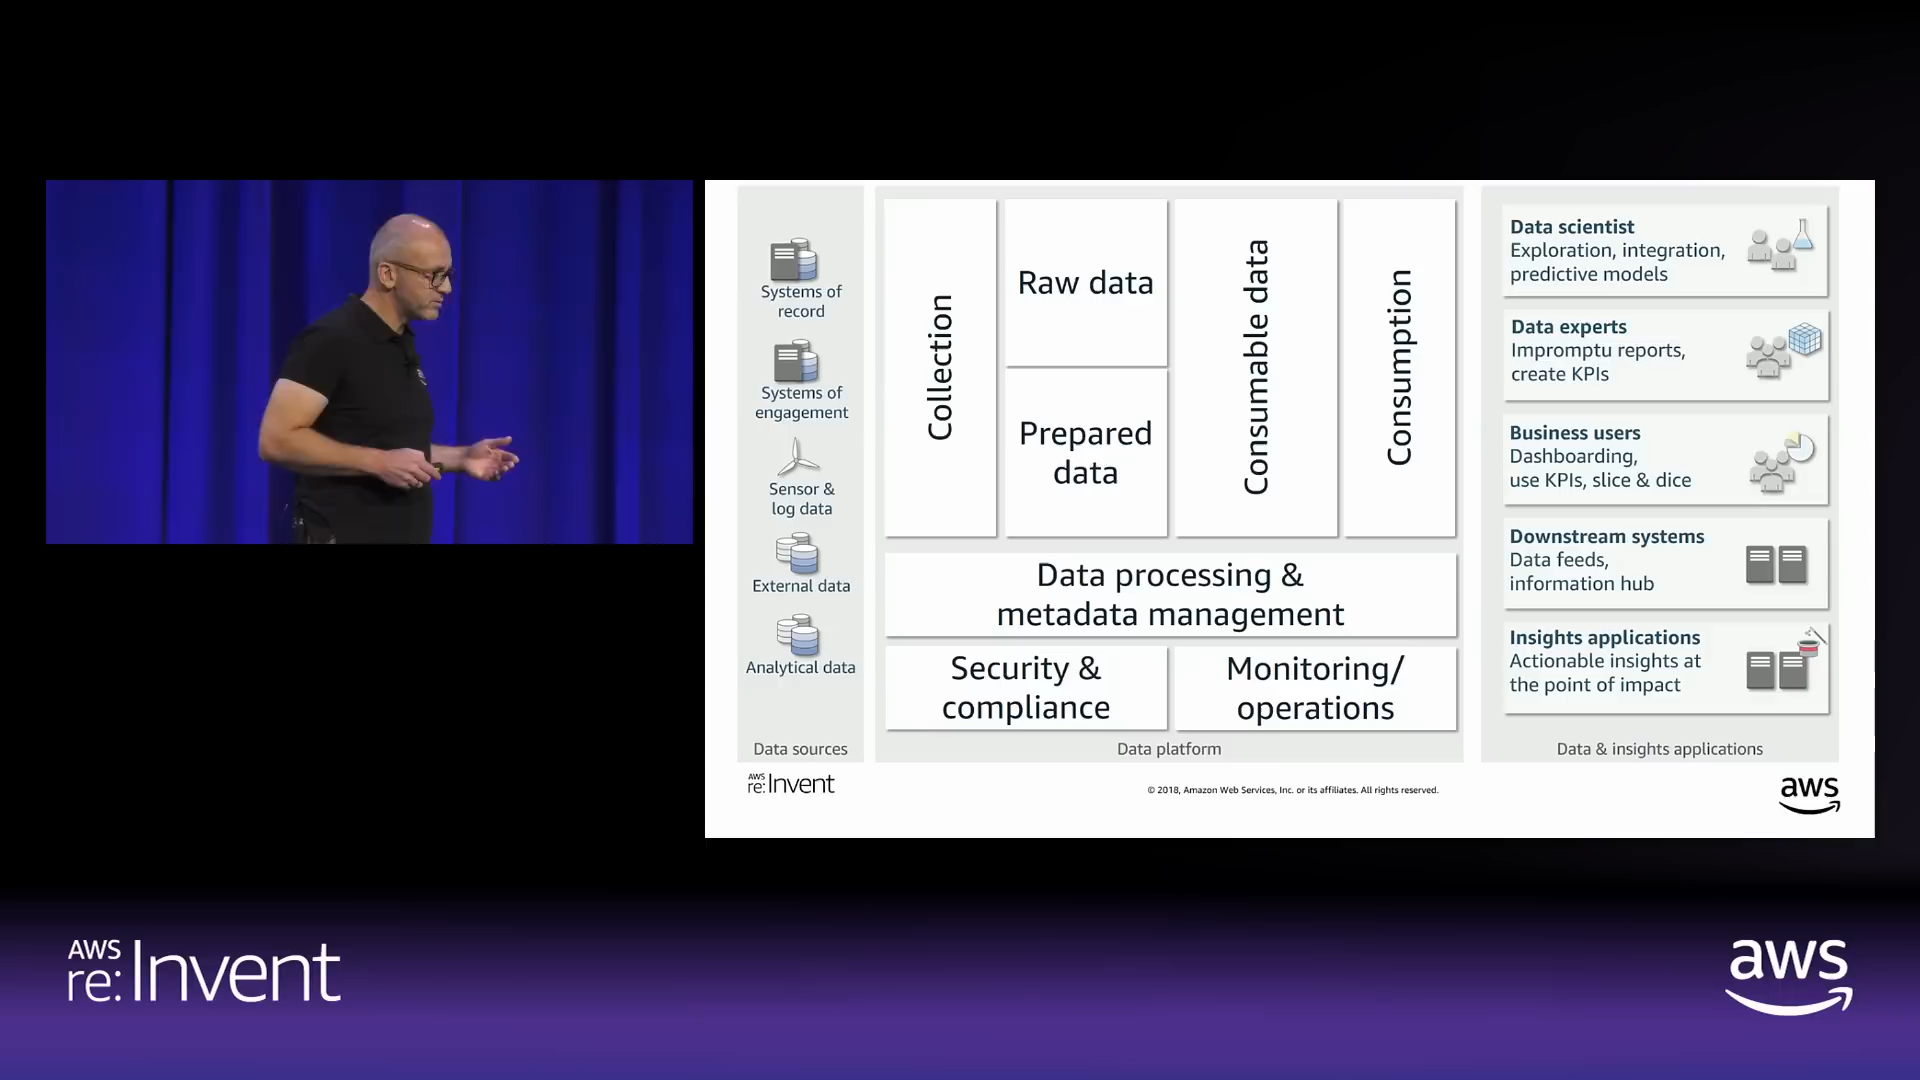 Systems of
record
Systems of
engagement
Sensor &
log data
External data
Analytical data
Data sources
Collection
Raw data
Prepared
data
Consumable data
Consumption
Data processing &
metadata management
Security &
compliance
Monitoring/
operations
Data platform
Data scientist
Exploration, integration,
predictive models
Data experts
Impromptu reports,
create KPIs
Business users
Dashboarding,
use KPIs, slice & dice
Downstream systems
Data feeds,
information hub
Insights applications
Actionable insights at
the point of impact
Data & insights applications
AWS
re:Invent
© 2018, Amazon Web Services, Inc. or its affiliates. All rights reserved.
aws
AWS
re:Invent
aws